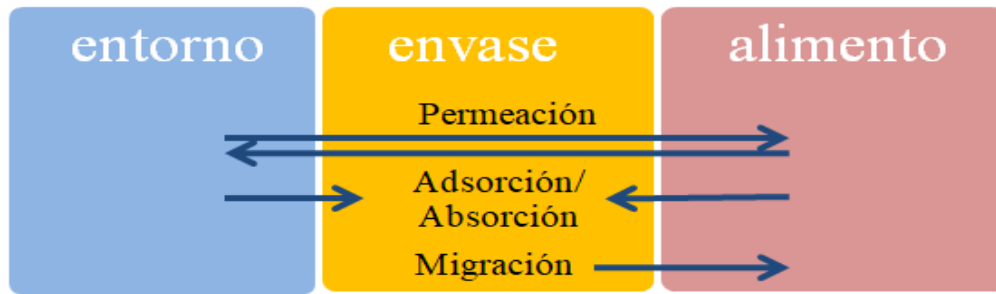 entorno envase alimento
Permeación
Adsorción/
Absorción
Migración